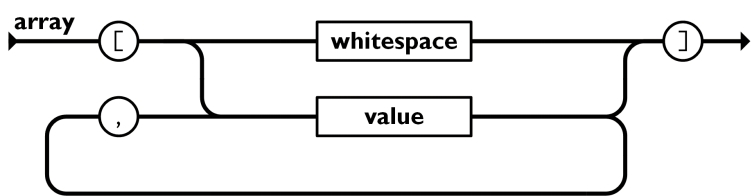 array
[ whitespace ]
, value